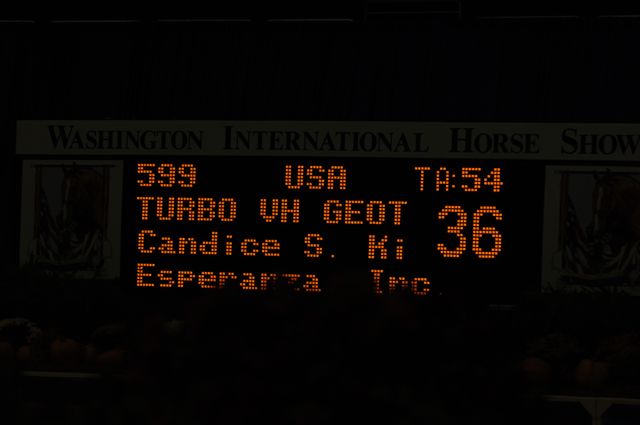 WASHINGTON INTERNATIONAL HORSE SHOW
599 USA TA:54
TURBO VH GEOT 36
Candice S. Ki
Esperanza Inc